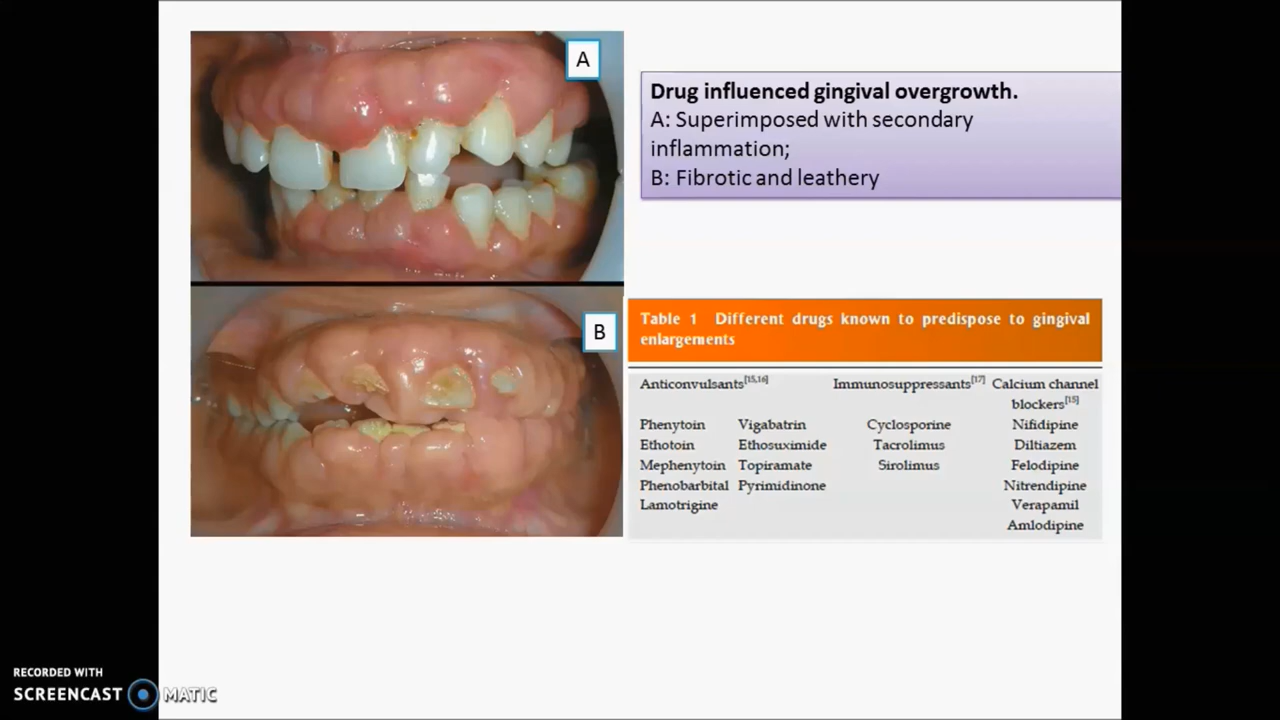 A
Drug influenced gingival overgrowth.
A: Superimposed with secondary
inflammation;
B: Fibrotic and leathery
B
Table 1 Different drugs known to predispose to gingival
enlargements
Anticonvulsants[15,16] Immunosuppressants[17] Calcium channel
blockers[15]
Phenytoin Vigabatrin Cyclosporine Nifidipine
Ethotoin Ethosuximide Tacrolimus Diltiazem
Mephenytoin Topiramate Sirolimus Felodipine
Phenobarbital Pyrimidinone Nitrendipine
Lamotrigine Verapamil
Amlodipine
RECORDED WITH
SCREENCAST MATIC